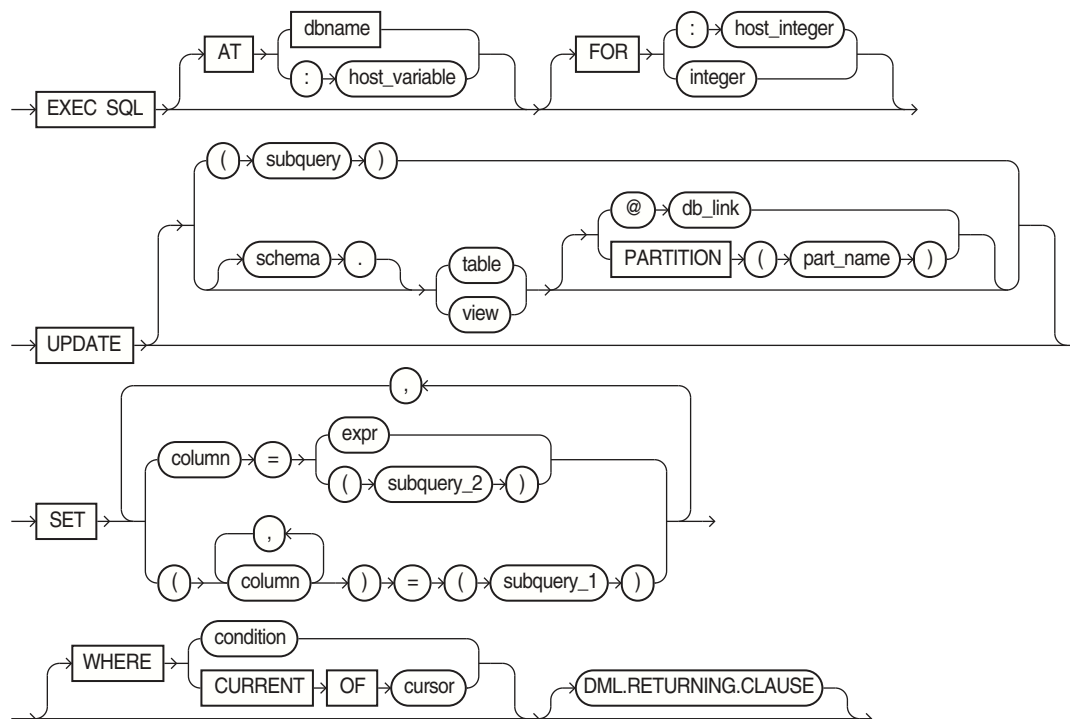 AT dbname
: host_variable
FOR : host_integer
integer
EXEC SQL
( subquery )
schema . table
view
@ db_link
PARTITION ( part_name )
UPDATE
,
column = expr
( subquery_2 )
SET
,
( column ) = ( subquery_1 )
WHERE condition
CURRENT OF cursor
DML.RETURNING.CLAUSE